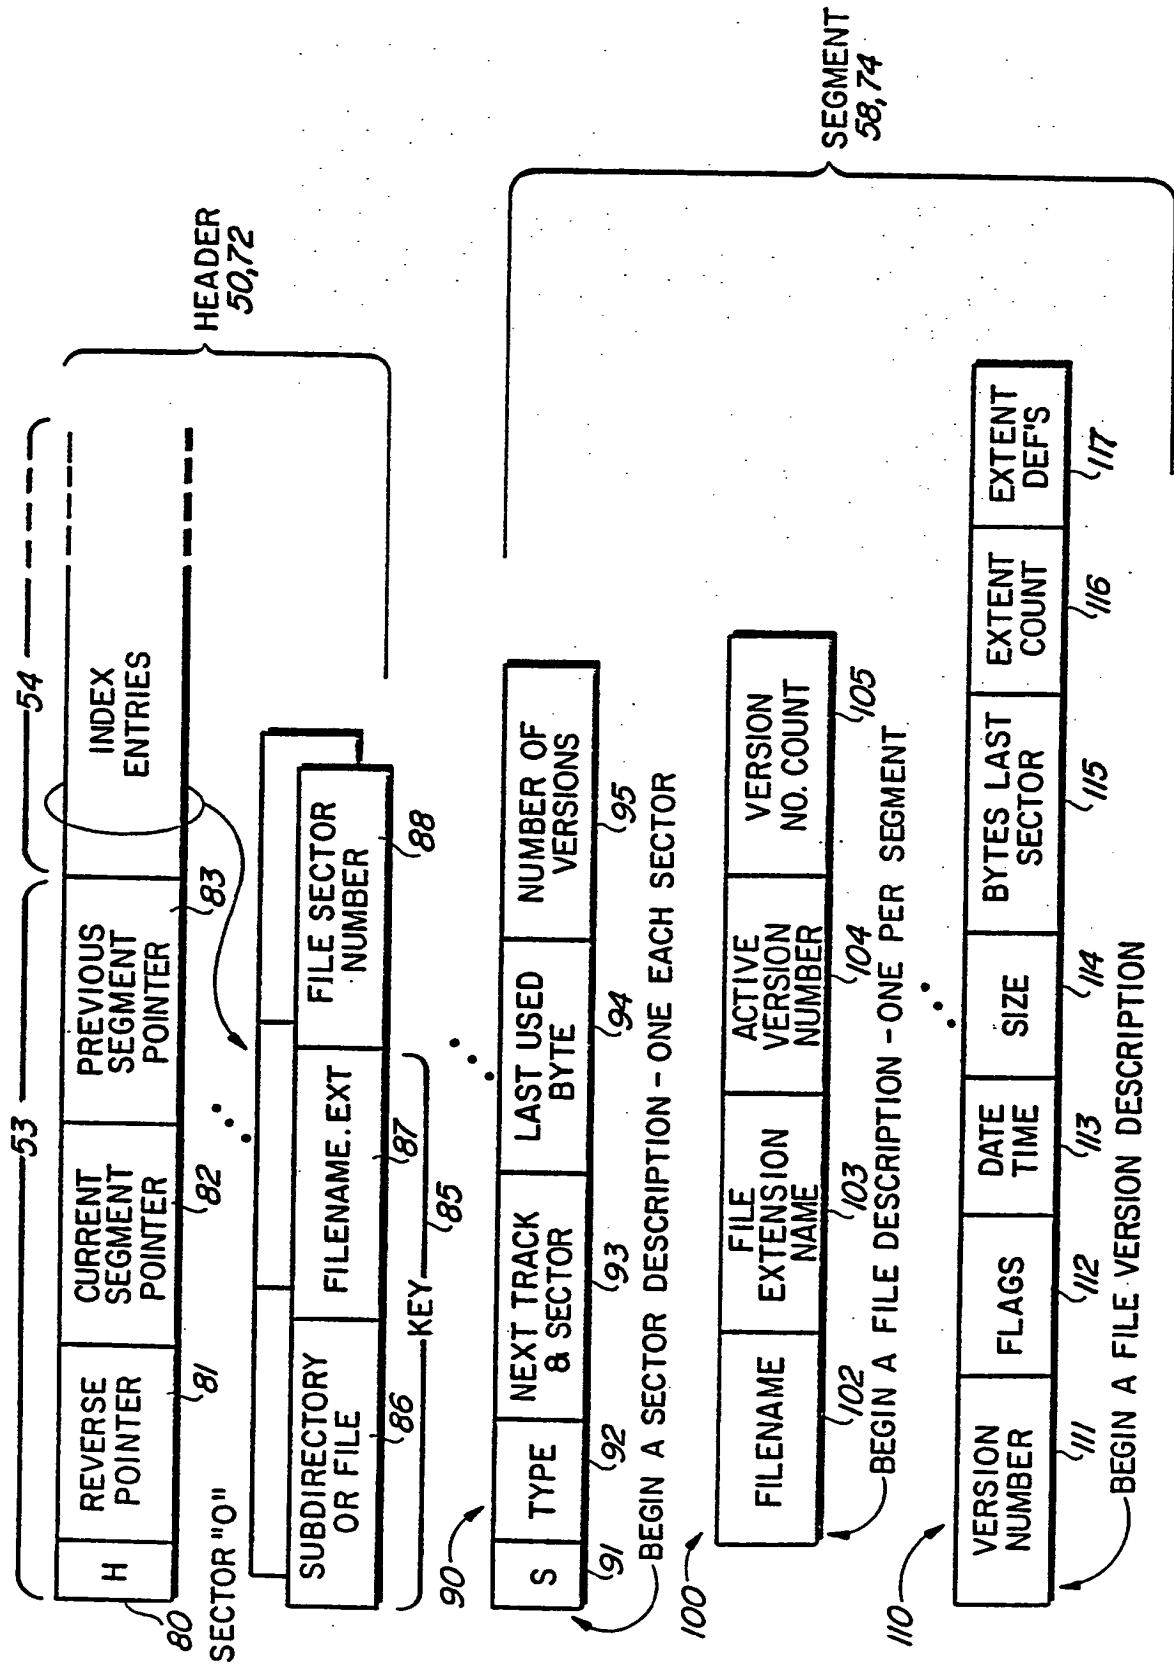 53
54
H
REVERSE
POINTER
CURRENT
SEGMENT
POINTER
PREVIOUS
SEGMENT
POINTER
INDEX
ENTRIES
80
81
82
83
HEADER
50,72
SECTOR "0"
SUBDIRECTORY
OR FILE
FILENAME.EXT
FILE SECTOR
NUMBER
86
87
88
KEY
85
90
S
TYPE
NEXT TRACK
& SECTOR
LAST USED
BYTE
NUMBER OF
VERSIONS
91
92
93
94
95
BEGIN A SECTOR DESCRIPTION - ONE EACH SECTOR
SEGMENT
58,74
100
FILENAME
FILE
EXTENSION
NAME
ACTIVE
VERSION
NUMBER
VERSION
NO. COUNT
102
103
104
105
BEGIN A FILE DESCRIPTION - ONE PER SEGMENT
110
VERSION
NUMBER
FLAGS
DATE
TIME
SIZE
BYTES LAST
SECTOR
EXTENT
COUNT
EXTENT
DEF'S
111
112
113
114
115
116
117
BEGIN A FILE VERSION DESCRIPTION